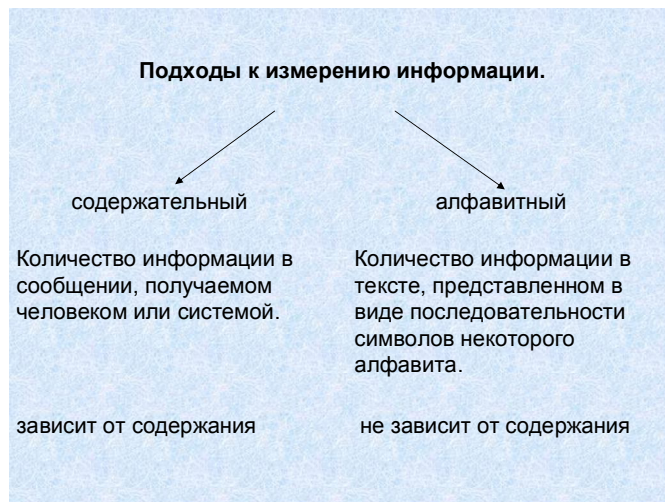 Подходы к измерению информации.
содержательный
Количество информации в
сообщении, получаемом
человеком или системой.
зависит от содержания
алфавитный
Количество информации в
тексте, представленном в
виде последовательности
символов некоторого
алфавита.
не зависит от содержания